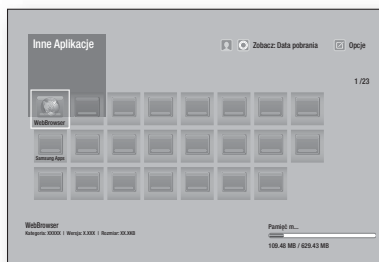 Inne Aplikacje
Zobacz: Data pobrania
Opcje
1 /23
WebBrowser
Samsung Apps
WebBrowser
Kategoria: XXXXX | Wersja: X.XXX | Rozmiar: XX.XMB
Pamięć m...
109.48 MB / 629.43 MB